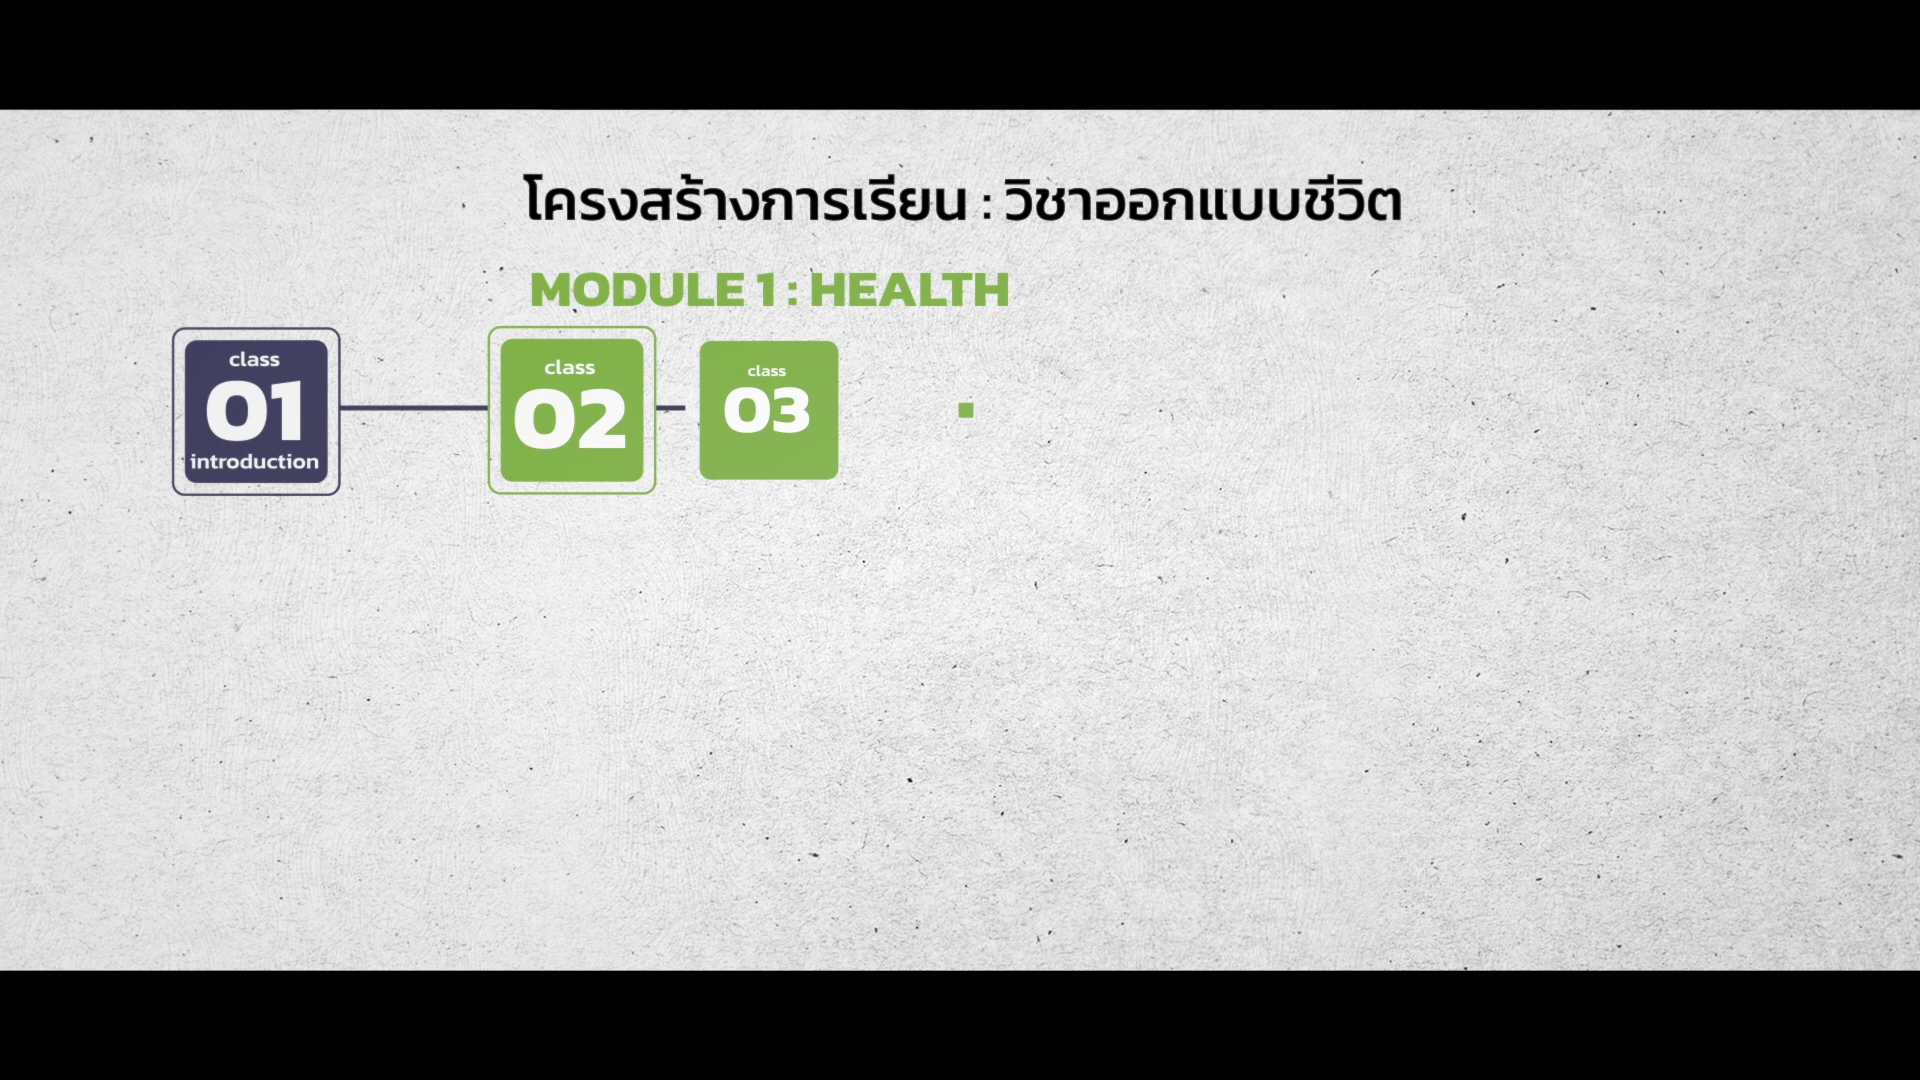 โครงสร้างการเรียน : วิชาออกแบบชีวิต
MODULE 1 : HEALTH
class
01
introduction
class
02
class
03